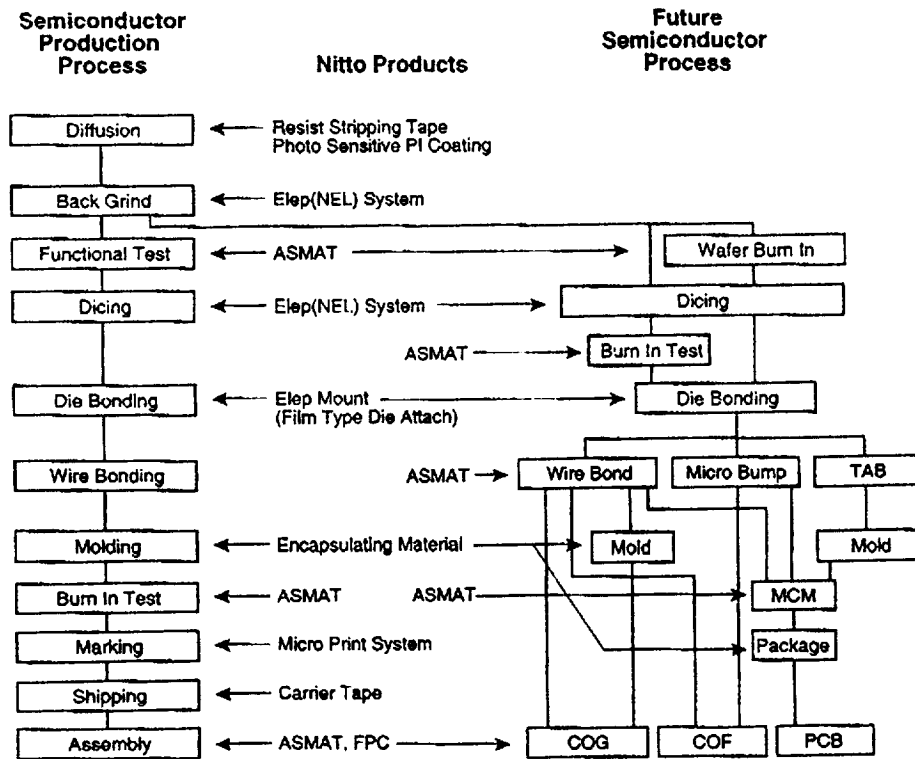 Semiconductor
Production
Process
Nitto Products
Future
Semiconductor
Process
Diffusion
Resist Stripping Tape
Photo Sensitive PI Coating
Back Grind
Elep(NEL) System
Functional Test
ASMAT
Wafer Burn In
Dicing
Elep(NEL) System
Dicing
ASMAT
Burn In Test
Die Bonding
Elep Mount
(Film Type Die Attach)
Die Bonding
Wire Bonding
ASMAT
Wire Bond
Micro Bump
TAB
Molding
Encapsulating Material
Mold
Mold
Burn In Test
ASMAT
ASMAT
MCM
Marking
Micro Print System
Package
Shipping
Carrier Tape
Assembly
ASMAT, FPC
COG
COF
PCB